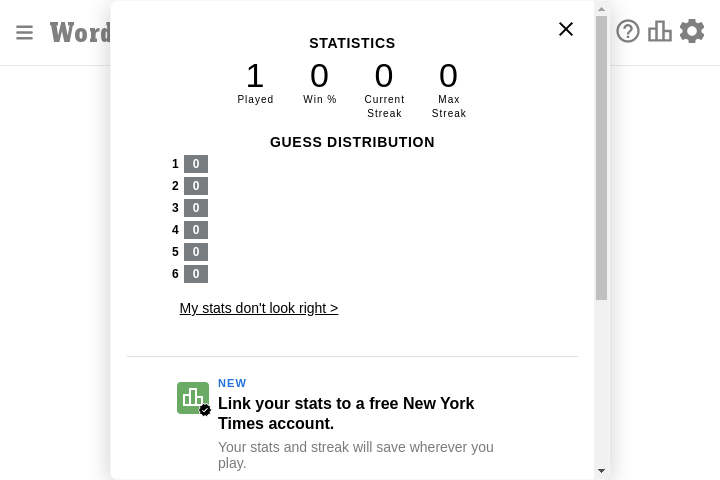 Word
STATISTICS
1 0 0 0
Played Win % Current Streak Max Streak
GUESS DISTRIBUTION
1 0
2 0
3 0
4 0
5 0
6 0
My stats don't look right >
NEW
Link your stats to a free New York
Times account.
Your stats and streak will save wherever you
play.